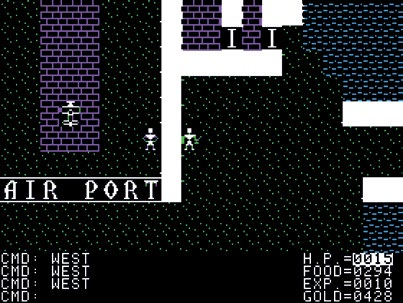 I I
AIR PORT
CMD: WEST
CMD: WEST
CMD: WEST
CMD:
H.P.=0015
FOOD=0294
EXP.=0010
GOLD=0428